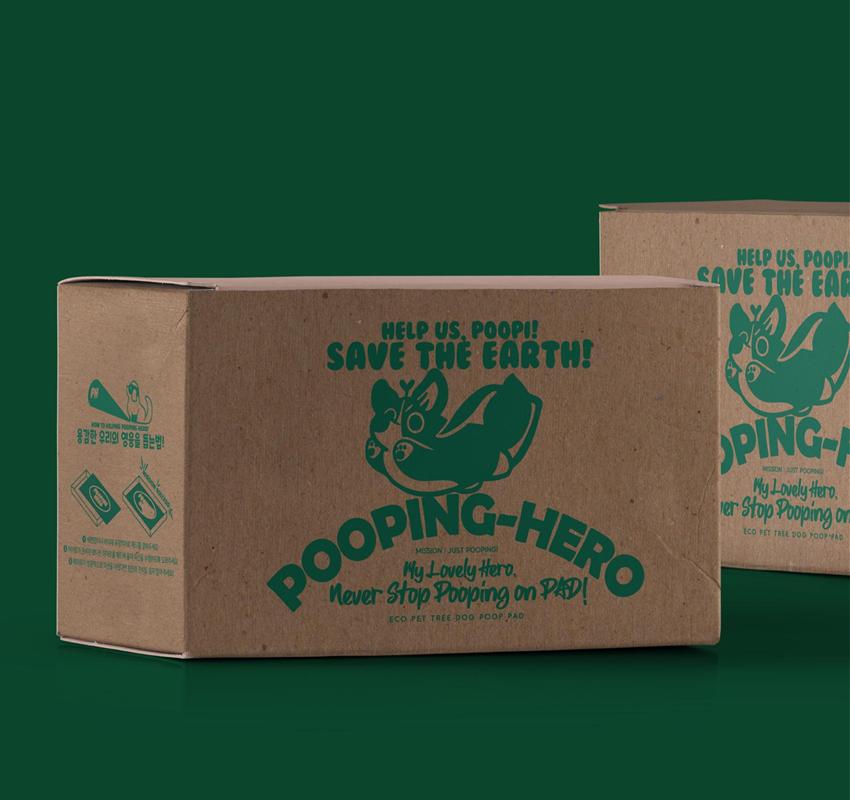 HELP US, POOPI!
SAVE THE EARTH!
POOPING-HERO
MISSION : JUST POOPING!
My Lovely Hero,
Never Stop Pooping on PAD!
ECO PET TREE DOG POOP PAD
HOW TO HELPING POOPING HERO!
용감한 우리의 영웅을 돕는법!
HELP US, POOPI
SAVE THE EAR
OPING-H
MISSION : JUST POOPING!
My Lovely Hero,
ver Stop Pooping on
ECO PET TREE DOG POOP PAD